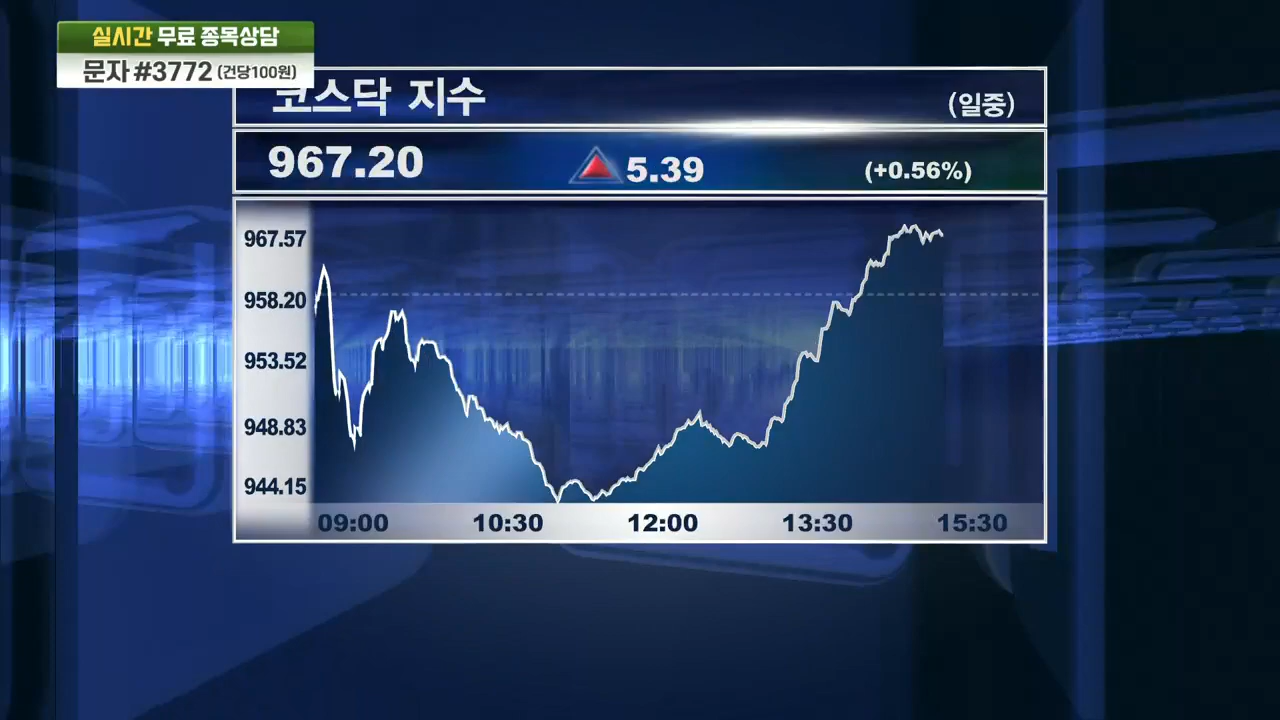 실시간 무료 종목상담
문자 #3772 (건당100원)
코스닥 지수 (일중)
967.20 5.39 (+0.56%)
967.57
958.20
953.52
948.83
944.15
09:00 10:30 12:00 13:30 15:30